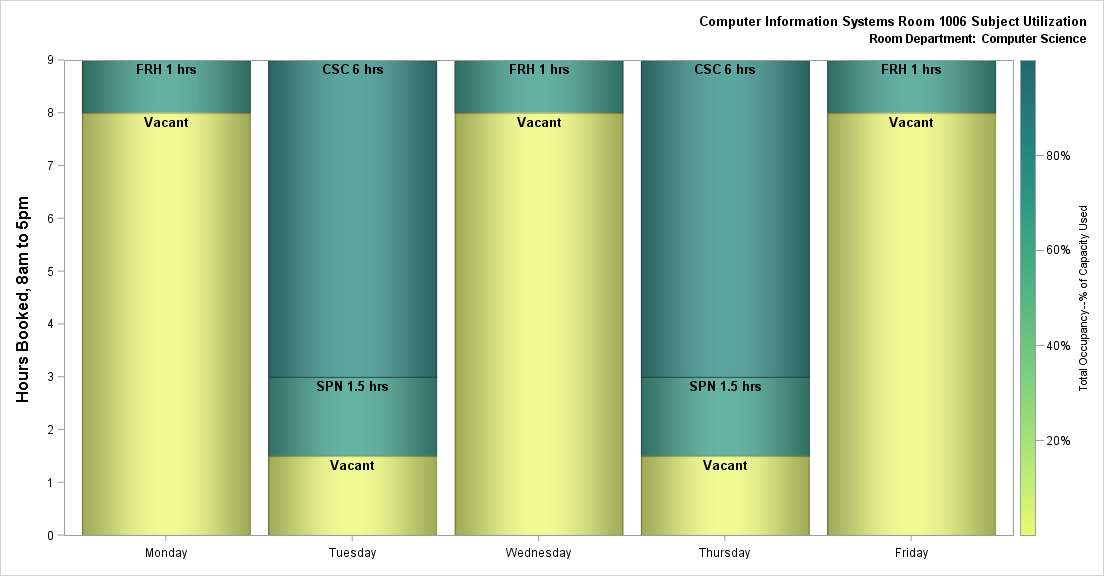 Computer Information Systems Room 1006 Subject Utilization
Room Department: Computer Science
Hours Booked, 8am to 5pm
9
8
7
6
5
4
3
2
1
0
FRH 1 hrs
Vacant
CSC 6 hrs
SPN 1.5 hrs
Vacant
FRH 1 hrs
Vacant
CSC 6 hrs
SPN 1.5 hrs
Vacant
FRH 1 hrs
Vacant
Monday
Tuesday
Wednesday
Thursday
Friday
80%
60%
40%
20%
Total Occupancy--% of Capacity Used